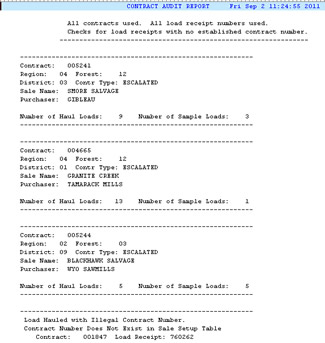 CONTRACT AUDIT REPORT Fri Sep 2 11:24:55 2011
All contracts used. All load receipt numbers used.
Checks for load receipts with no established contract number.
Contract: 005241
Region: 04 Forest: 12
District: 03 Contr Type: ESCALATED
Sale Name: SMORE SALVAGE
Purchaser: GIBLEAU
Number of Haul Loads: 9 Number of Sample Loads: 3
Contract: 004665
Region: 04 Forest: 12
District: 01 Contr Type: ESCALATED
Sale Name: GRANITE CREEK
Purchaser: TAMARACK MILLS
Number of Haul Loads: 13 Number of Sample Loads: 1
Contract: 005244
Region: 02 Forest: 03
District: 09 Contr Type: ESCALATED
Sale Name: BLACKHAWK SALVAGE
Purchaser: WYO SAWMILLS
Number of Haul Loads: 5 Number of Sample Loads: 5
Load Hauled with Illegal Contract Number.
Contract Number Does Not Exist in Sale Setup Table
Contract: 001847 Load Receipt: 760262